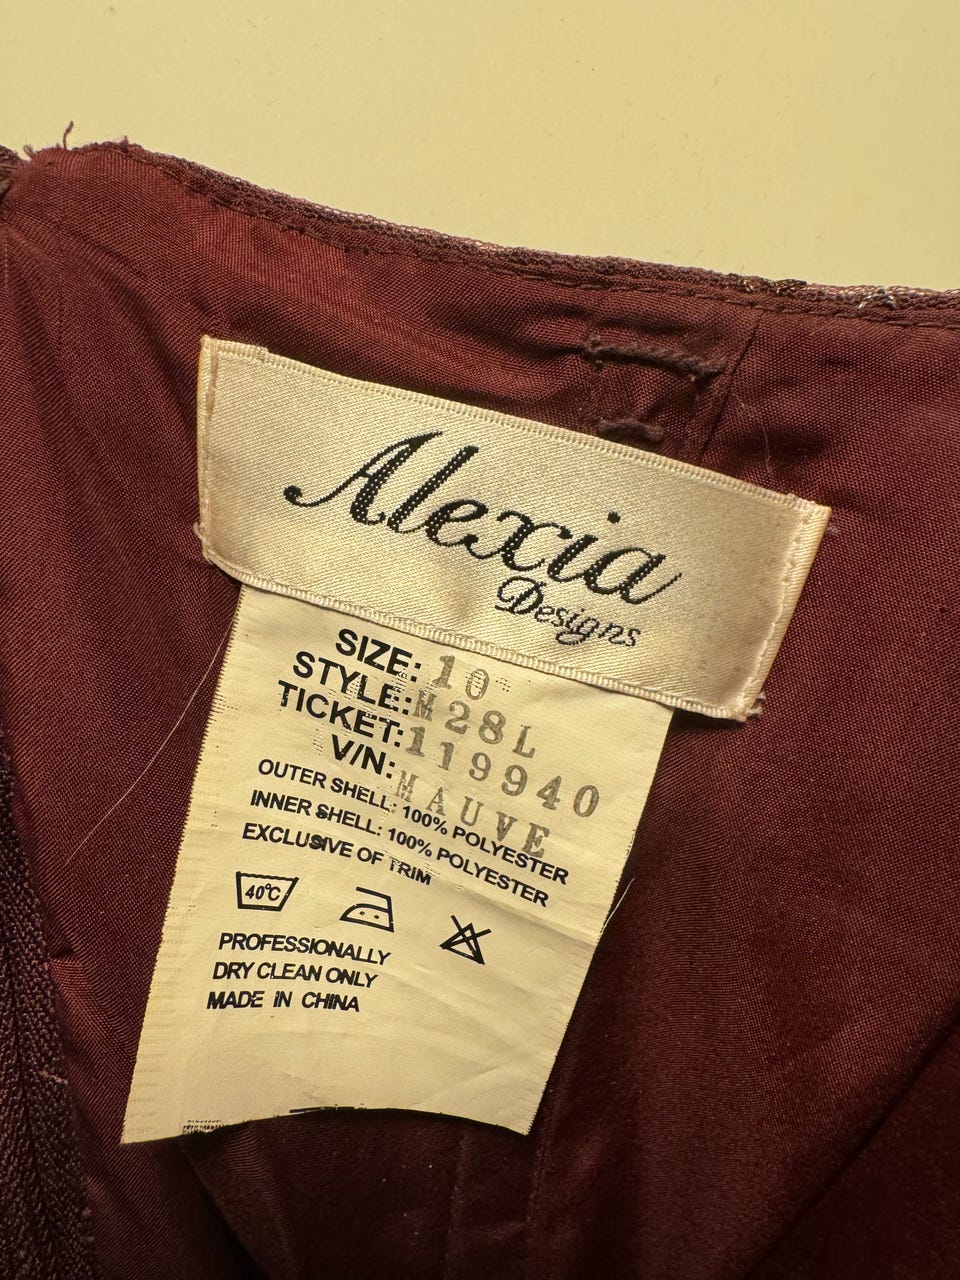 Alexia
Designs
SIZE: 10
STYLE: M28L
TICKET: 119940
V/N: MAUVE
OUTER SHELL: 100% POLYESTER
INNER SHELL: 100% POLYESTER
EXCLUSIVE OF TRIM
40°C
PROFESSIONALLY
DRY CLEAN ONLY
MADE IN CHINA